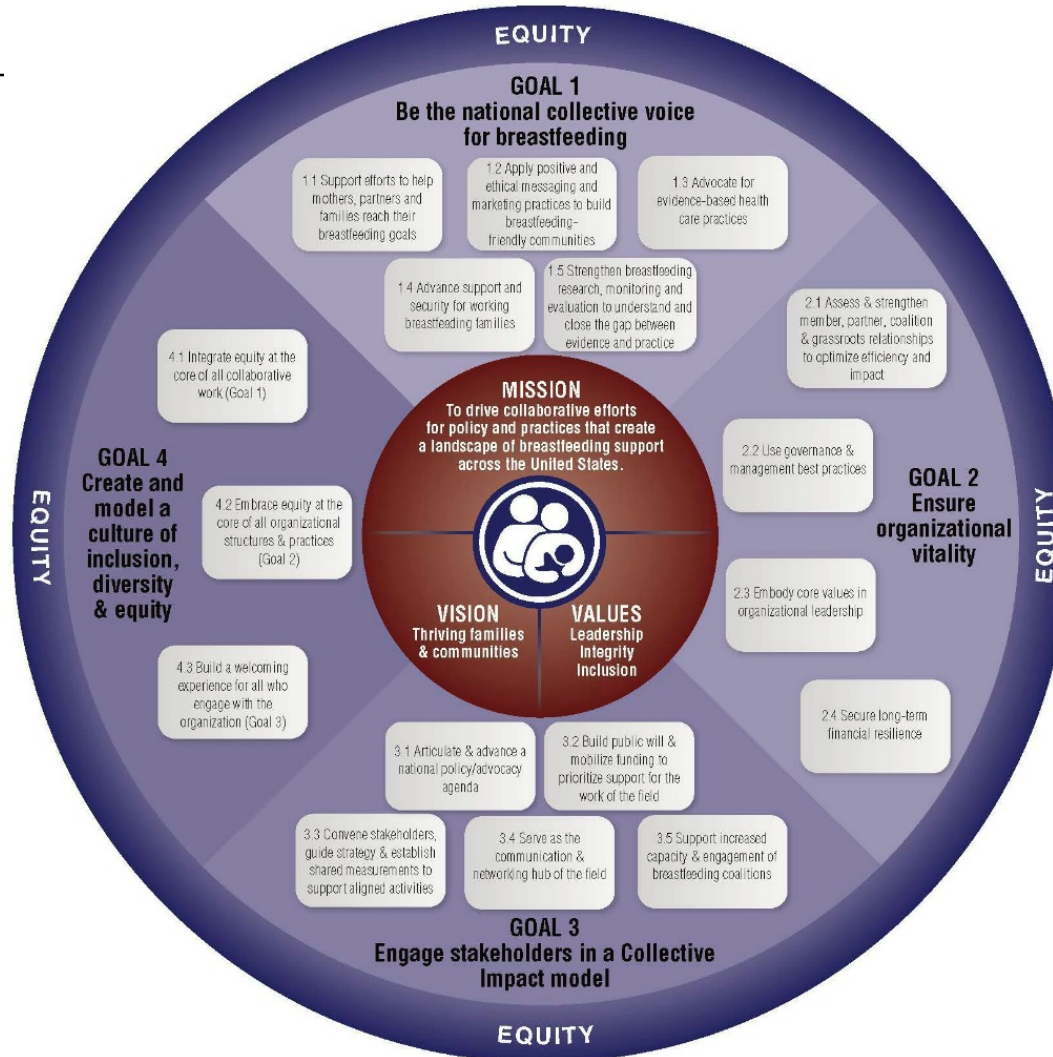 EQUITY
GOAL 1
Be the national collective voice
for breastfeeding
1.1 Support efforts to help
mothers, partners and
families reach their
breastfeeding goals
1.2 Apply positive and
ethical messaging and
marketing practices to build
breastfeeding-
friendly communities
1.3 Advocate for
evidence-based health
care practices
1.4 Advance support and
security for working
breastfeeding families
1.5 Strengthen breastfeeding
research, monitoring and
evaluation to understand and
close the gap between
evidence and practice
2.1 Assess & strengthen
member, partner, coalition
& grassroots relationships
to optimize efficiency and
impact
2.2 Use governance &
management best practices
GOAL 2
Ensure
organizational
vitality
EQUITY
2.3 Embody core values in
organizational leadership
2.4 Secure long-term
financial resilience
MISSION
To drive collaborative efforts
for policy and practices that create
a landscape of breastfeeding support
across the United States.
VISION
Thriving families
& communities
VALUES
Leadership
Integrity
Inclusion
4.1 Integrate equity at the
core of all collaborative
work (Goal 1)
EQUITY
GOAL 4
Create and
model a
culture of
inclusion,
diversity
& equity
4.2 Embrace equity at the
core of all organizational
structures & practices
(Goal 2)
4.3 Build a welcoming
experience for all who
engage with the
organization (Goal 3)
3.1 Articulate & advance a
national policy/advocacy
agenda
3.2 Build public will &
mobilize funding to
prioritize support for the
work of the field
3.3 Convene stakeholders,
guide strategy & establish
shared measurements to
support aligned activities
3.4 Serve as the
communication &
networking hub of the field
3.5 Support increased
capacity & engagement of
breastfeeding coalitions
GOAL 3
Engage stakeholders in a Collective
Impact model
EQUITY